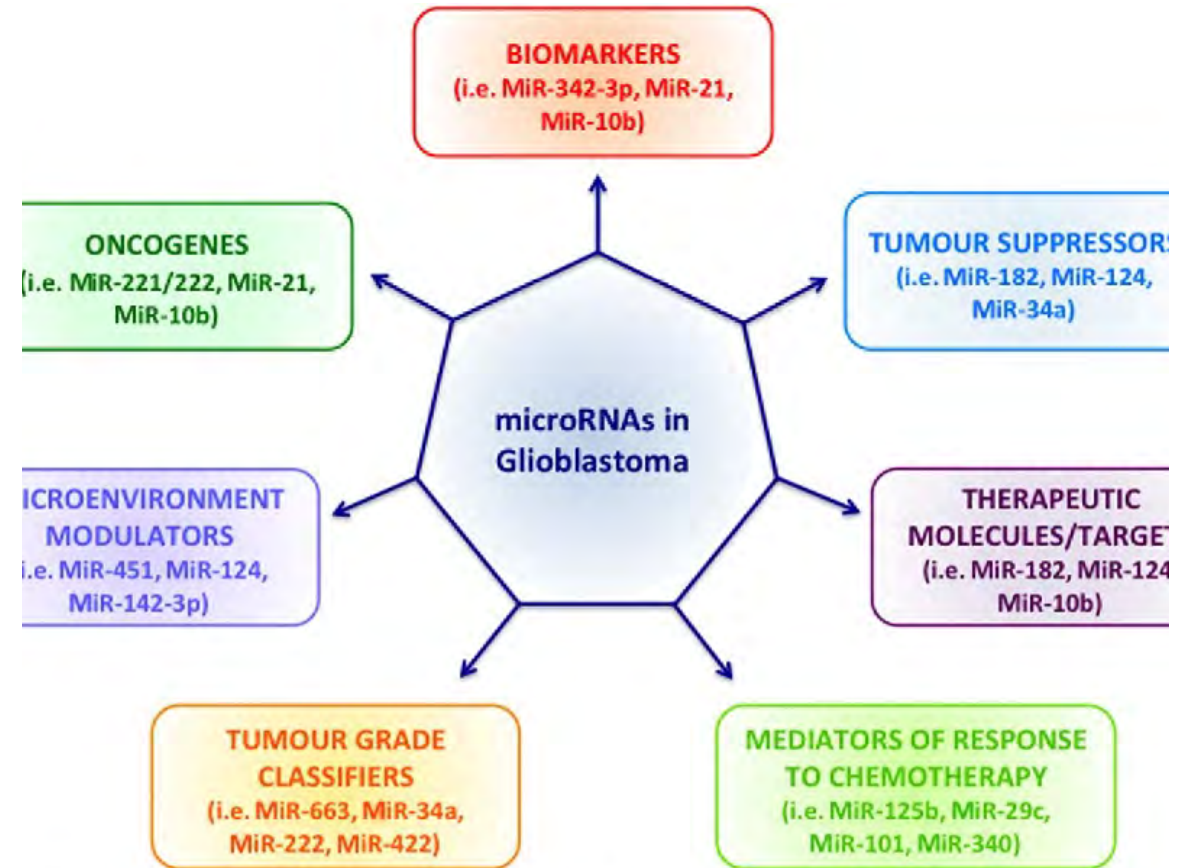 BIOMARKERS
(i.e. MiR-342-3p, MiR-21,
MiR-10b)
ONCOGENES
(i.e. MiR-221/222, MiR-21,
MiR-10b)
TUMOUR SUPPRESSORS
(i.e. MiR-182, MiR-124,
MiR-34a)
microRNAs in
Glioblastoma
ICROENVIRONMENT
MODULATORS
i.e. MiR-451, MiR-124,
MiR-142-3p)
THERAPEUTIC
MOLECULES/TARGET
(i.e. MiR-182, MiR-124
MiR-10b)
TUMOUR GRADE
CLASSIFIERS
(i.e. MiR-663, MiR-34a,
MiR-222, MiR-422)
MEDIATORS OF RESPONSE
TO CHEMOTHERAPY
(i.e. MiR-125b, MiR-29c,
MiR-101, MiR-340)